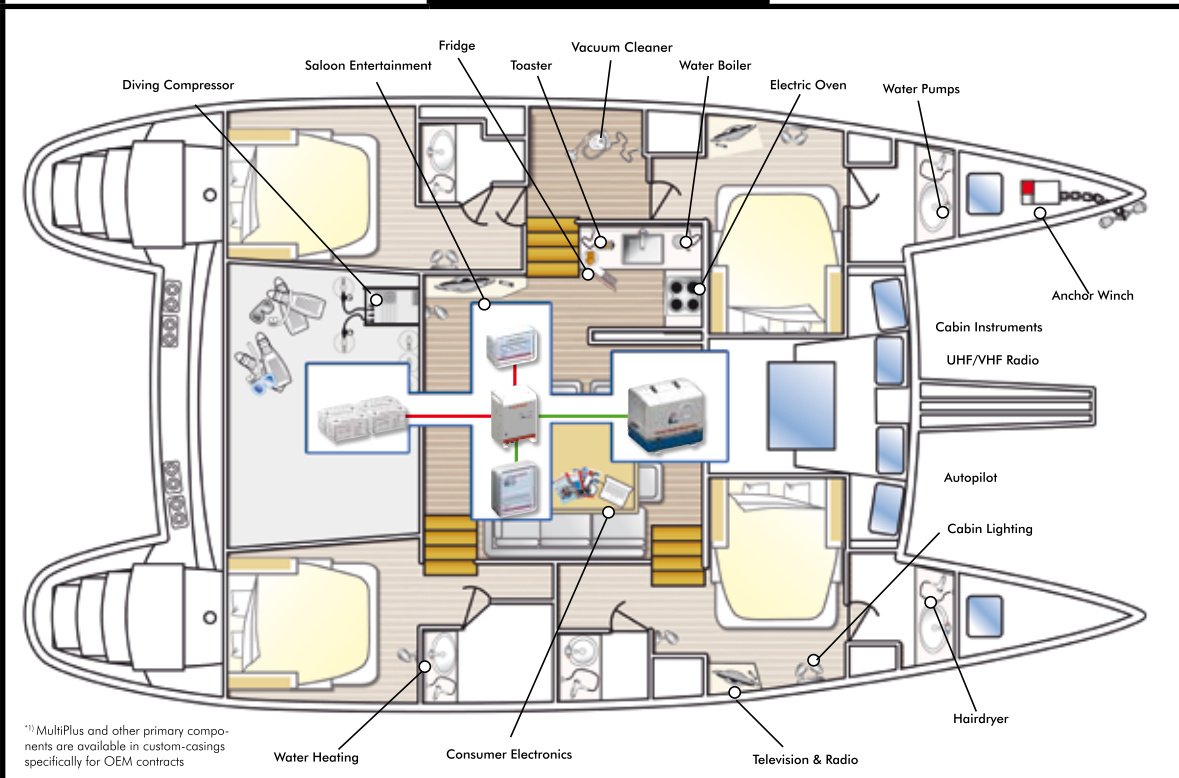 Fridge
Vacuum Cleaner
Saloon Entertainment
Toaster
Water Boiler
Diving Compressor
Electric Oven
Water Pumps
Anchor Winch
Cabin Instruments
UHF/VHF Radio
Autopilot
Cabin Lighting
Hairdryer
*1) MultiPlus and other primary compo-
nents are available in custom-casings
specifically for OEM contracts
Water Heating
Consumer Electronics
Television & Radio